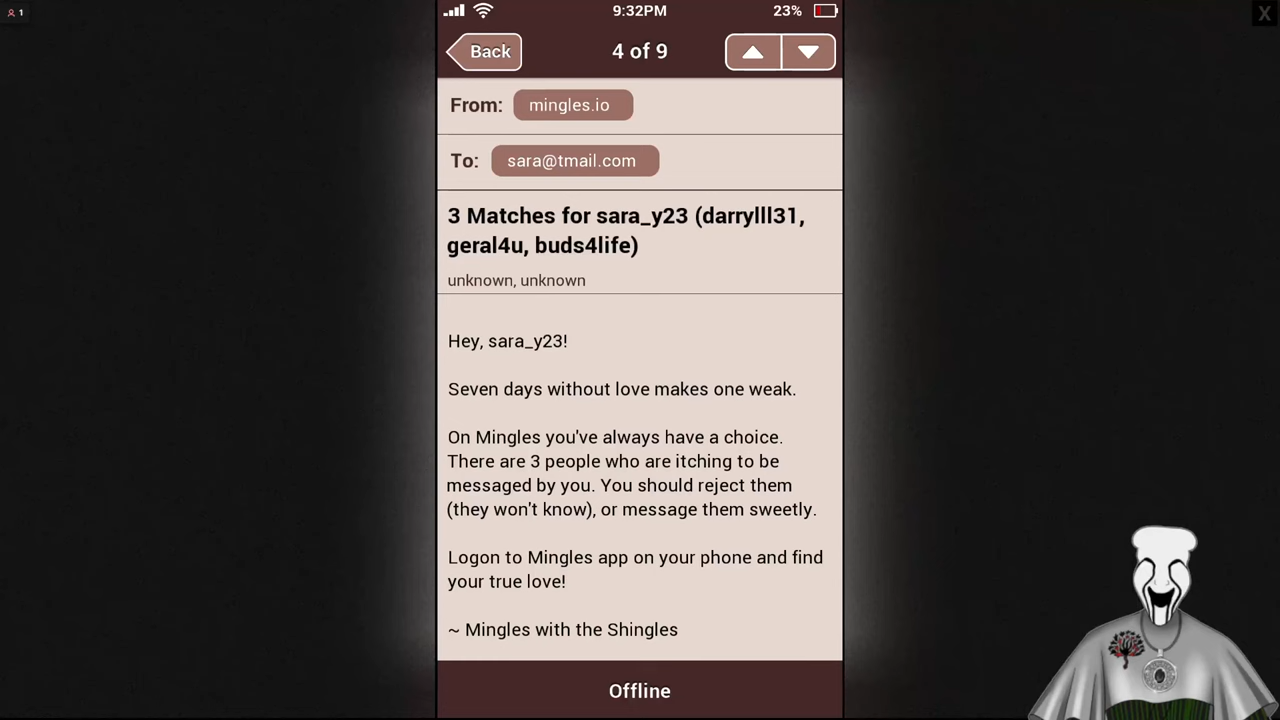 1
9:32PM
23%
X
Back
4 of 9
From: mingles.io
To: sara@tmail.com
3 Matches for sara_y23 (darrylll31,
geral4u, buds4life)
unknown, unknown
Hey, sara_y23!
Seven days without love makes one weak.
On Mingles you've always have a choice.
There are 3 people who are itching to be
messaged by you. You should reject them
(they won't know), or message them sweetly.
Logon to Mingles app on your phone and find
your true love!
~ Mingles with the Shingles
Offline